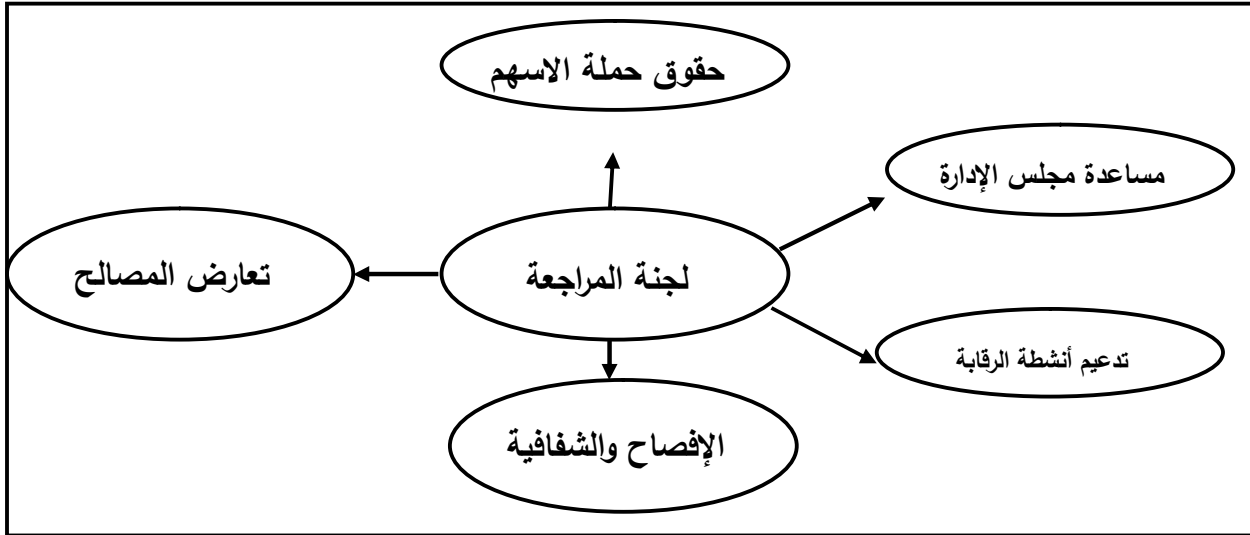 حقوق حملة الاسهم
مساعدة مجلس الإدارة
لجنة المراجعة
تعارض المصالح
تدعيم أنشطة الرقابة
الإفصاح والشفافية